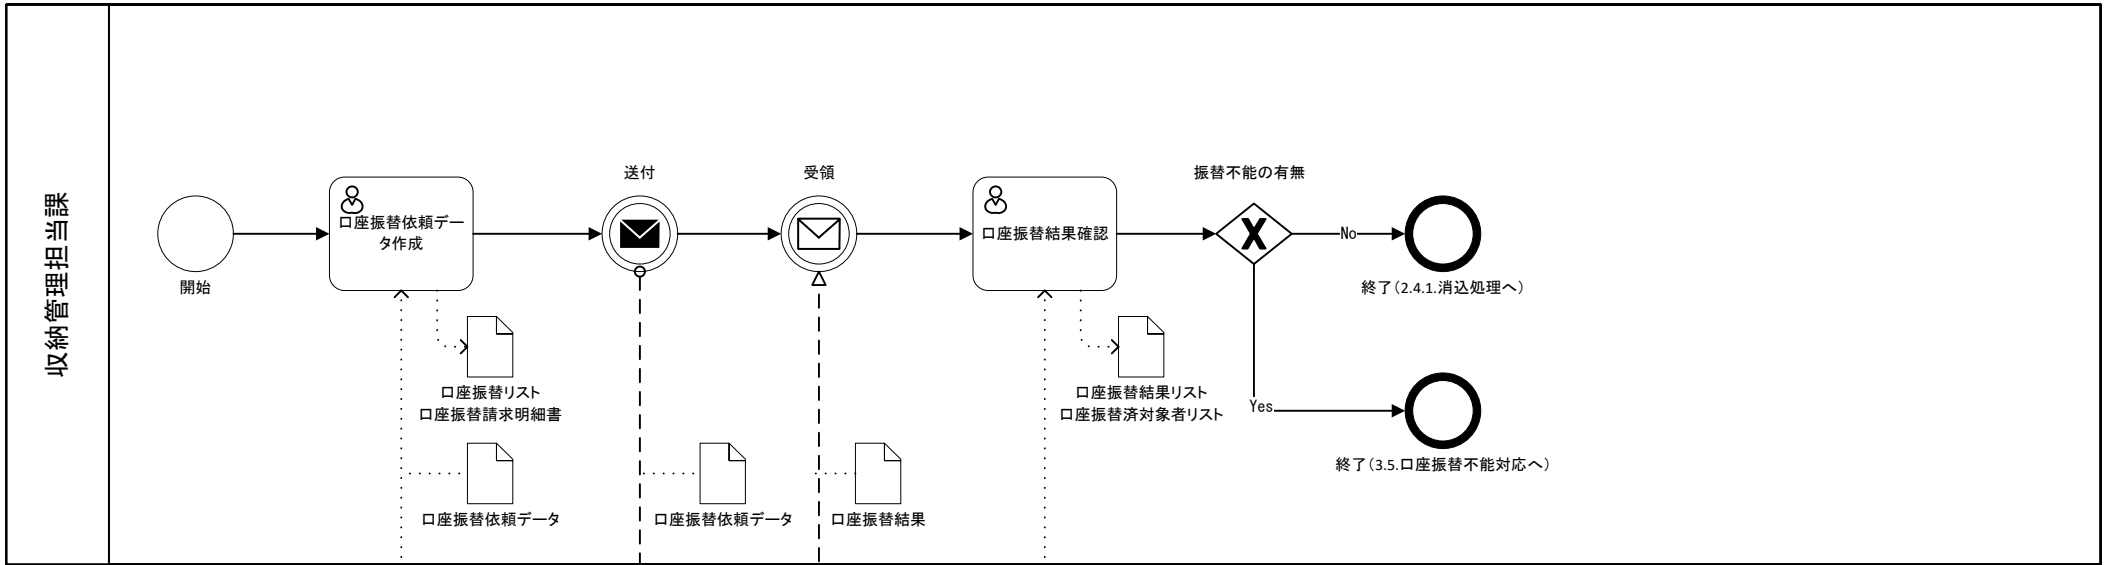 収納管理担当課
送付
受領
振替不能の有無
口座振替依頼デー
タ作成
口座振替結果確認
No
開始
終了（2.4.1.消込処理へ）
口座振替リスト
口座振替請求明細書
口座振替結果リスト
口座振替済対象者リスト
Yes
終了（3.5.口座振替不能対応へ）
口座振替依頼データ
口座振替依頼データ
口座振替結果